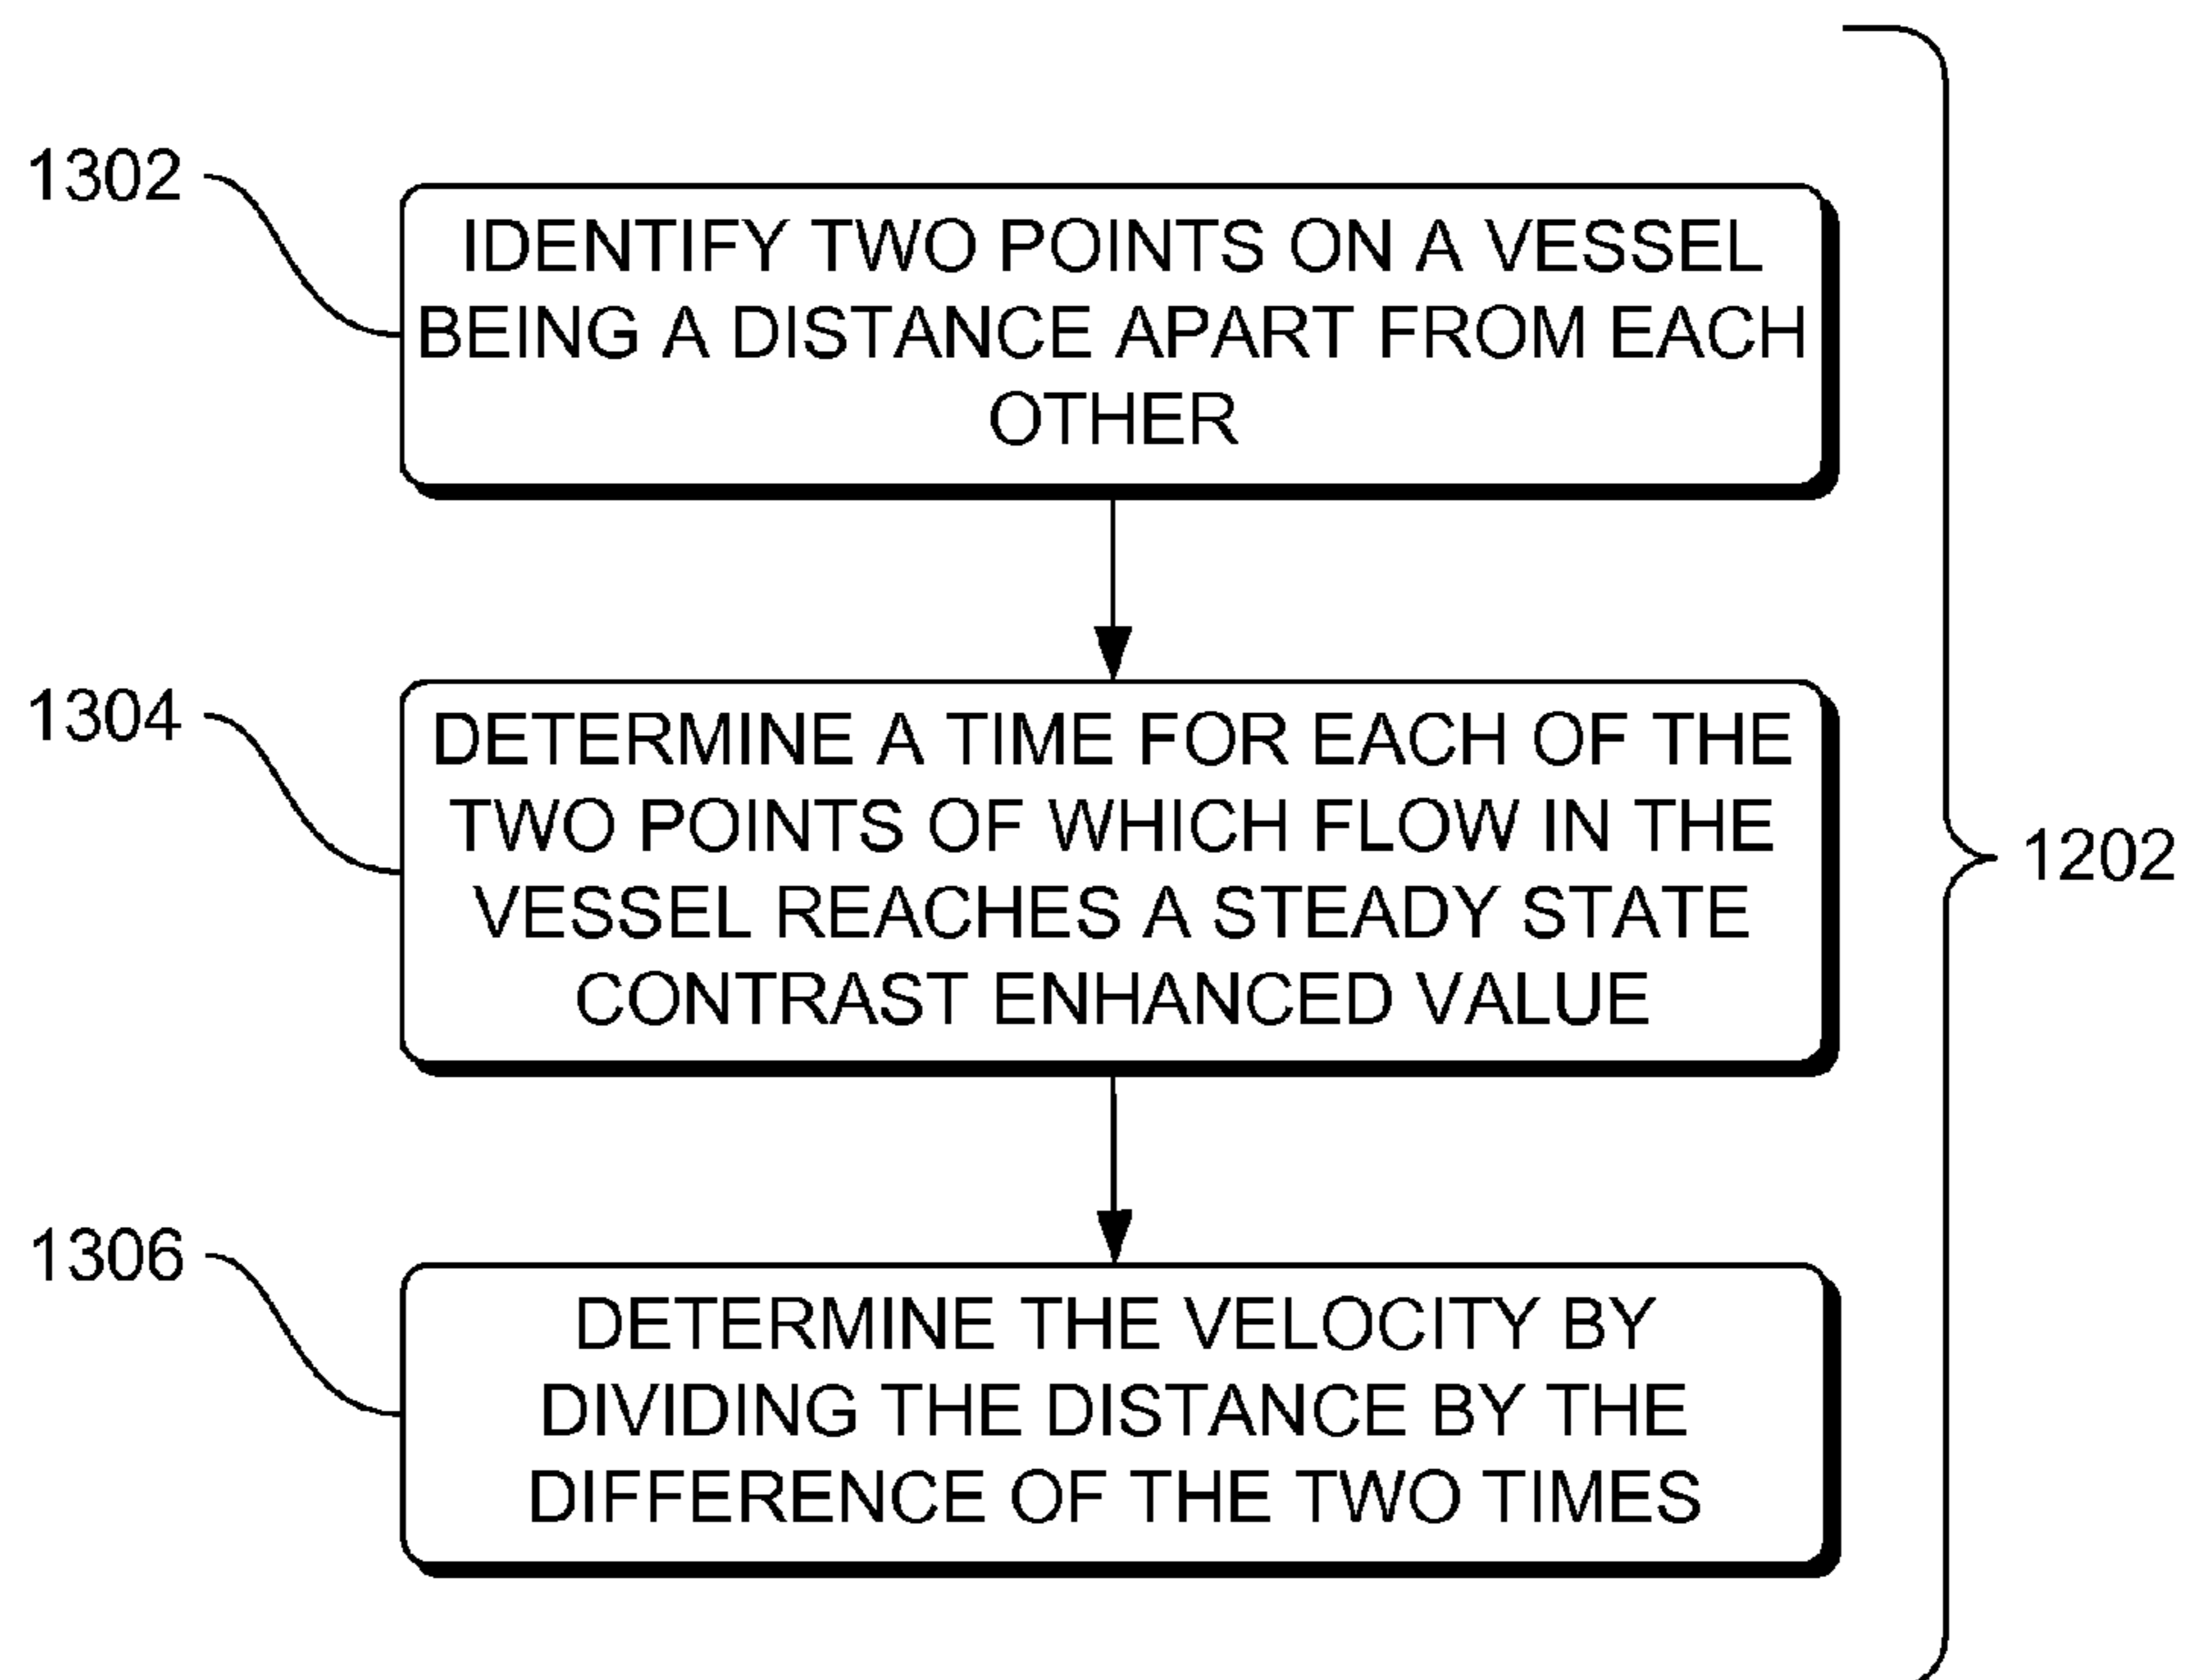 1302
IDENTIFY TWO POINTS ON A VESSEL
BEING A DISTANCE APART FROM EACH
OTHER
1304
DETERMINE A TIME FOR EACH OF THE
TWO POINTS OF WHICH FLOW IN THE
VESSEL REACHES A STEADY STATE
CONTRAST ENHANCED VALUE
1202
1306
DETERMINE THE VELOCITY BY
DIVIDING THE DISTANCE BY THE
DIFFERENCE OF THE TWO TIMES